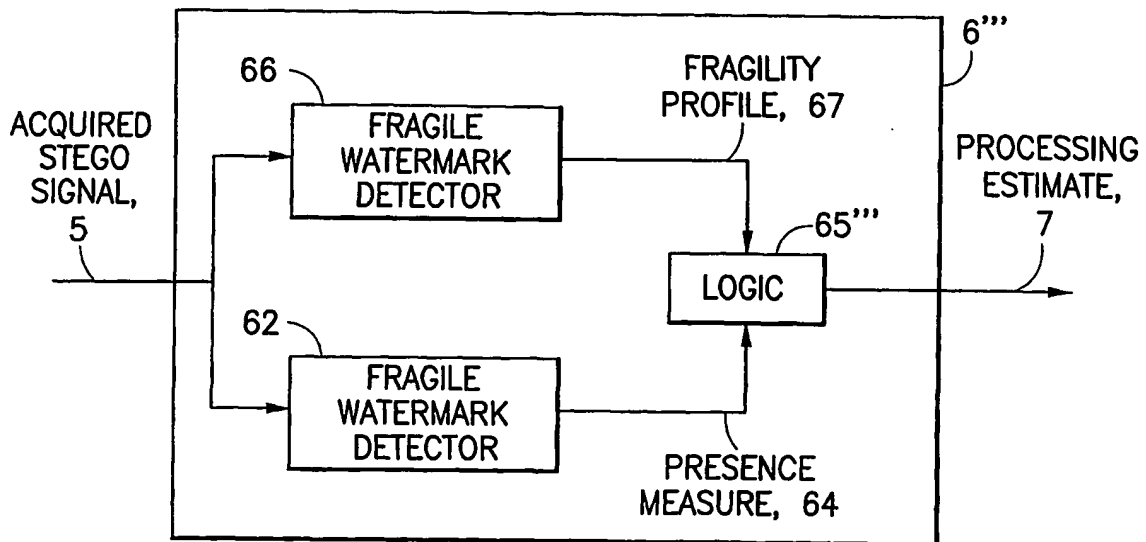 6'''
66
FRAGILITY
PROFILE, 67
ACQUIRED
STEGO
SIGNAL,
5
FRAGILE
WATERMARK
DETECTOR
PROCESSING
ESTIMATE,
7
65'''
LOGIC
62
FRAGILE
WATERMARK
DETECTOR
PRESENCE
MEASURE, 64